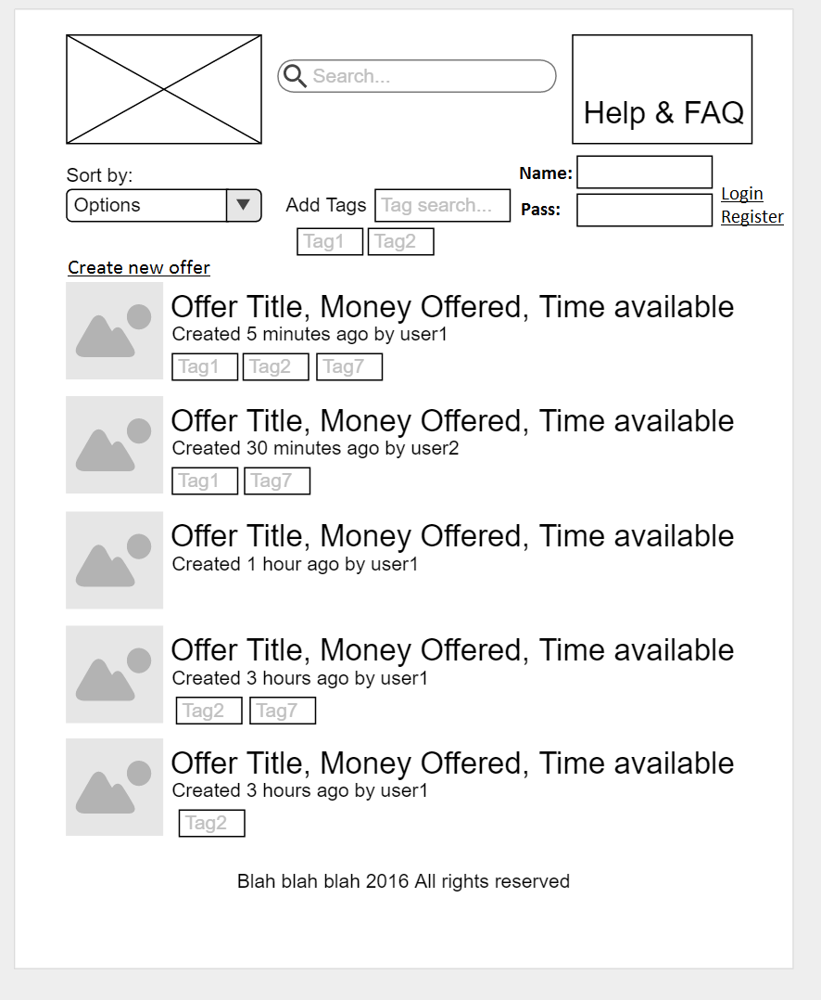 Search...
Help & FAQ
Sort by:
Options
Add Tags Tag search...
Tag1 Tag2
Name:
Pass:
Login
Register
Create new offer
Offer Title, Money Offered, Time available
Created 5 minutes ago by user1
Tag1 Tag2 Tag7
Offer Title, Money Offered, Time available
Created 30 minutes ago by user2
Tag1 Tag7
Offer Title, Money Offered, Time available
Created 1 hour ago by user1
Offer Title, Money Offered, Time available
Created 3 hours ago by user1
Tag2 Tag7
Offer Title, Money Offered, Time available
Created 3 hours ago by user1
Tag2
Blah blah blah 2016 All rights reserved